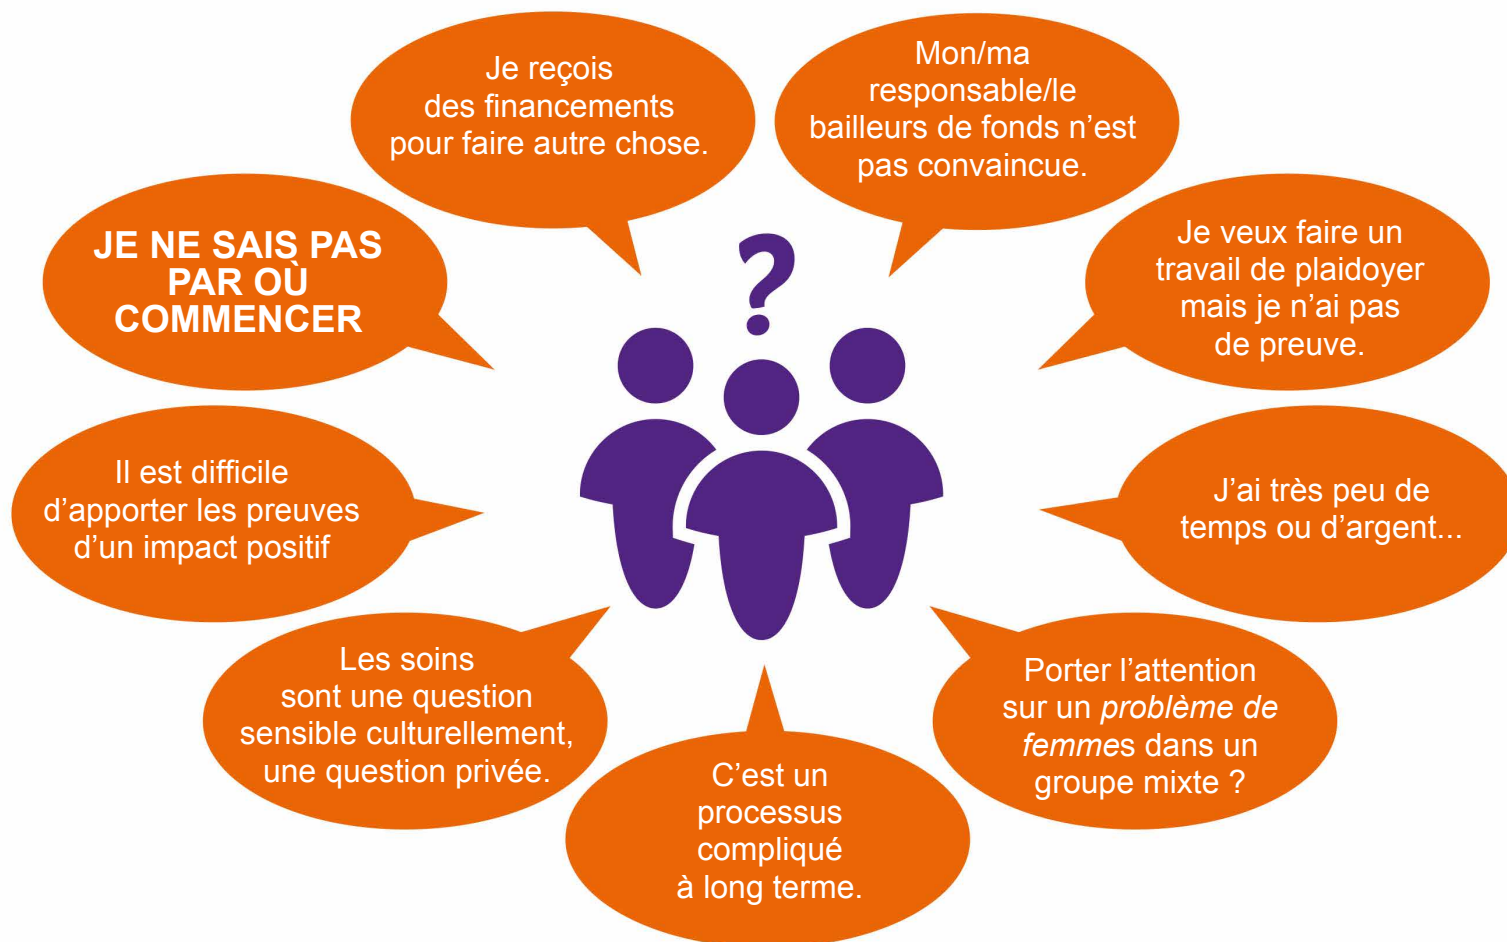 Je reçois
des financements
pour faire autre chose.
Mon/ma
responsable/le
bailleurs de fonds n'est
pas convaincue.
JE NE SAIS PAS
PAR OÙ
COMMENCER
?
Je veux faire un
travail de plaidoyer
mais je n'ai pas
de preuve.
Il est difficile
d'apporter les preuves
d'un impact positif
J'ai très peu de
temps ou d'argent...
Les soins
sont une question
sensible culturellement,
une question privée.
Porter l'attention
sur un problème de
femmes dans un
groupe mixte ?
C'est un
processus
compliqué
à long terme.